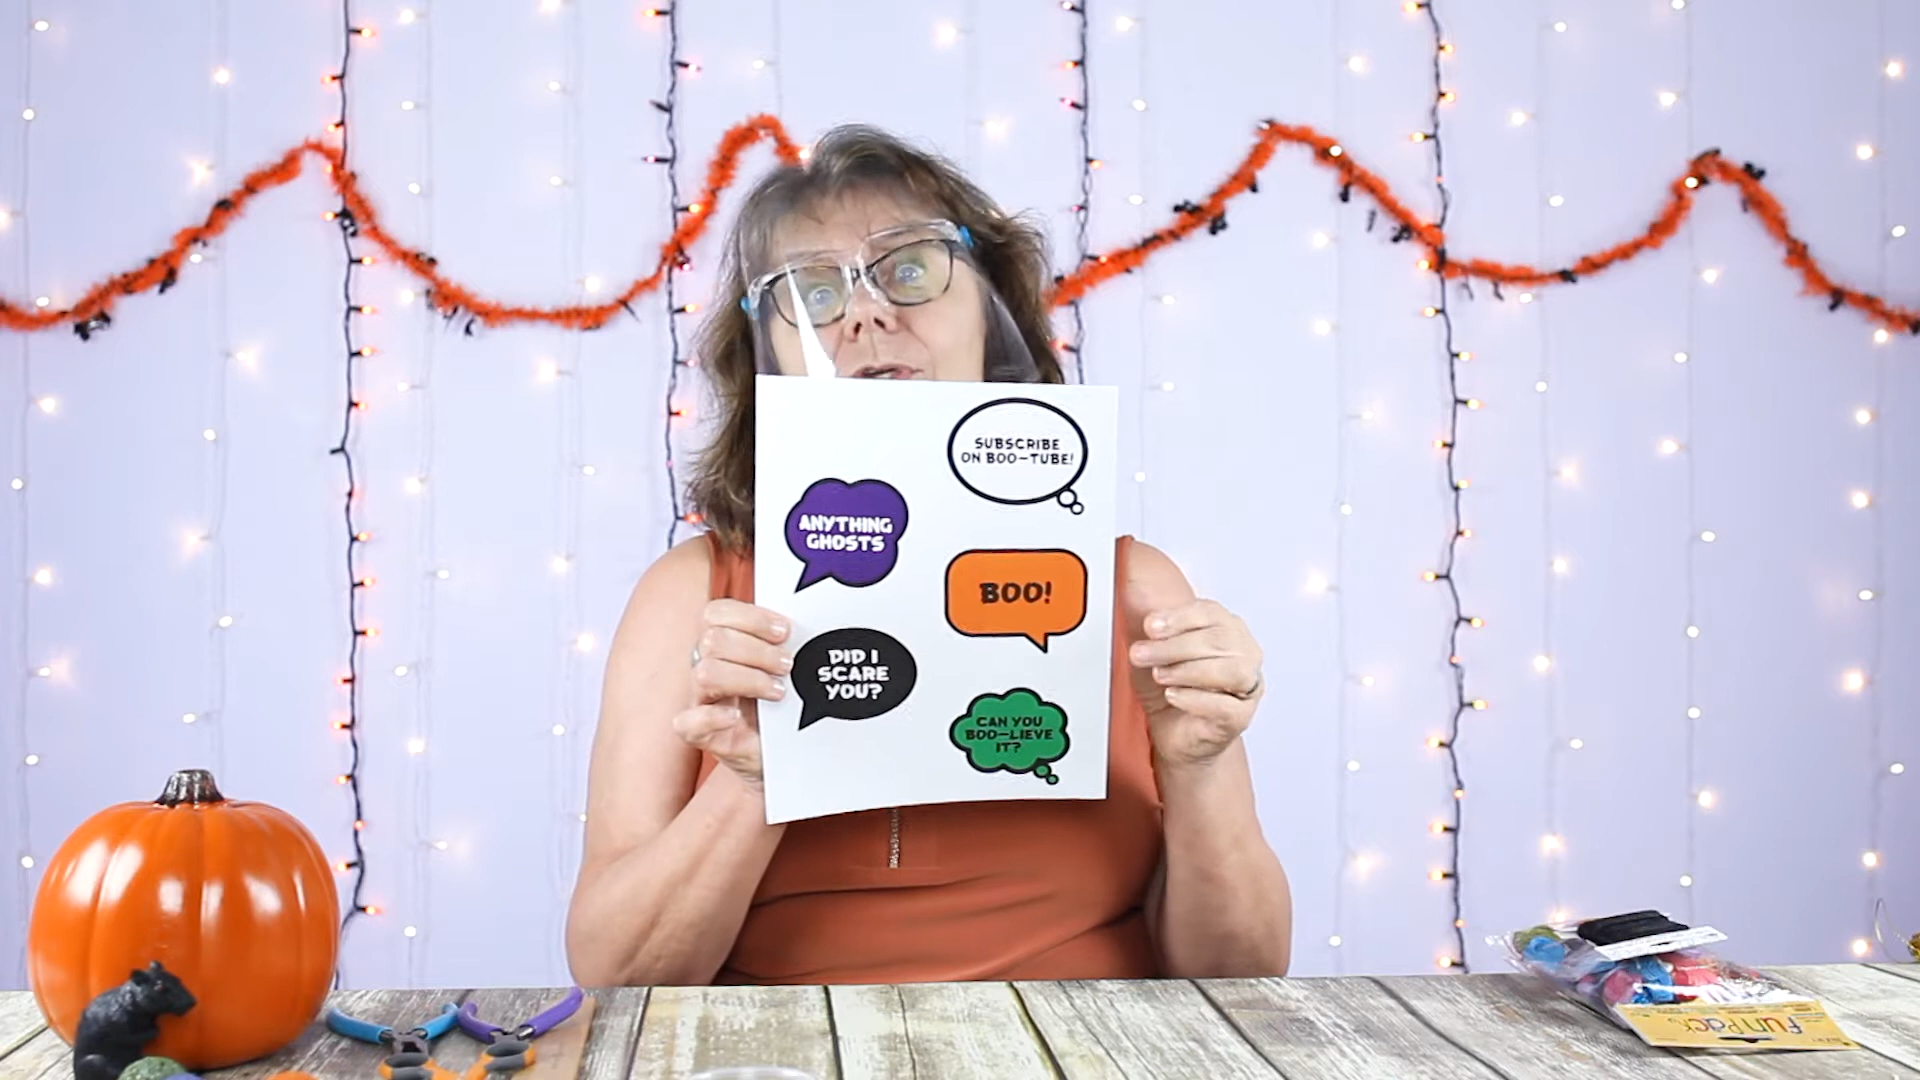 SUBSCRIBE
ON BOO-TUBE!
ANYTHING
GHOSTS
BOO!
DID I
SCARE
YOU?
CAN YOU
BOO-LIEVE
IT?
fun Pack